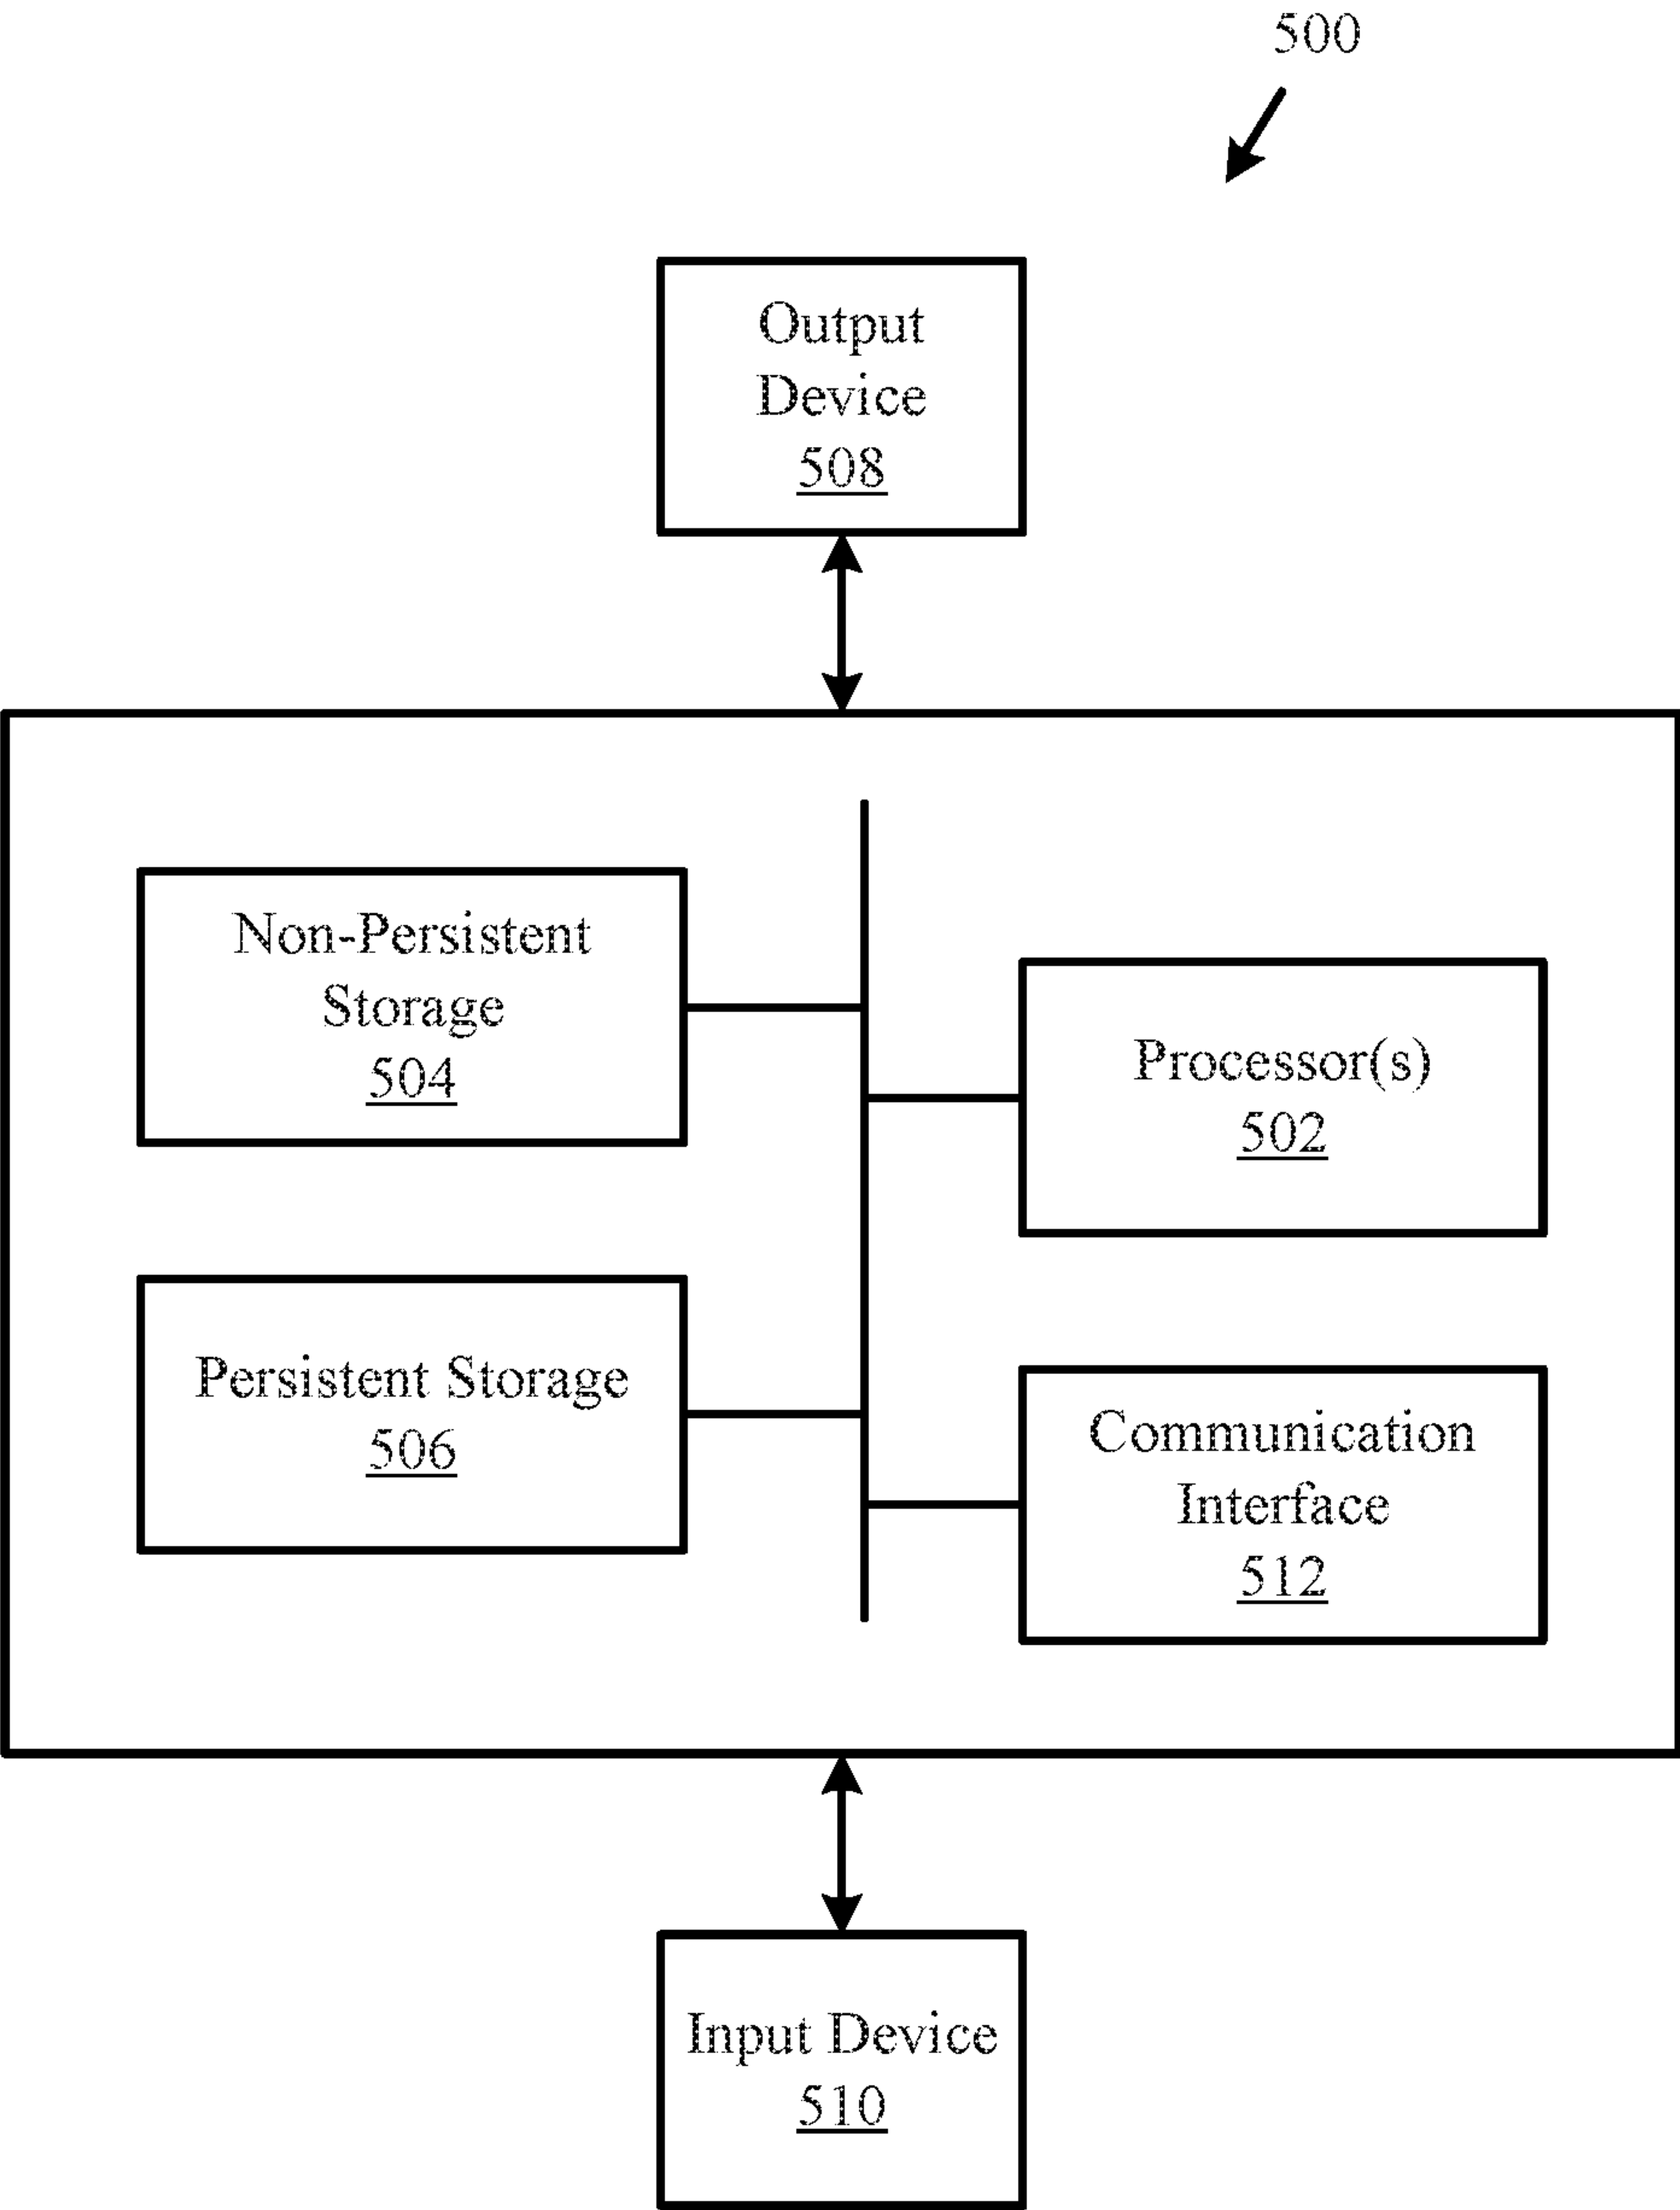 500
Output
Device
508
Non-Persistent
Storage
504
Processor(s)
502
Persistent Storage
506
Communication
Interface
512
Input Device
510